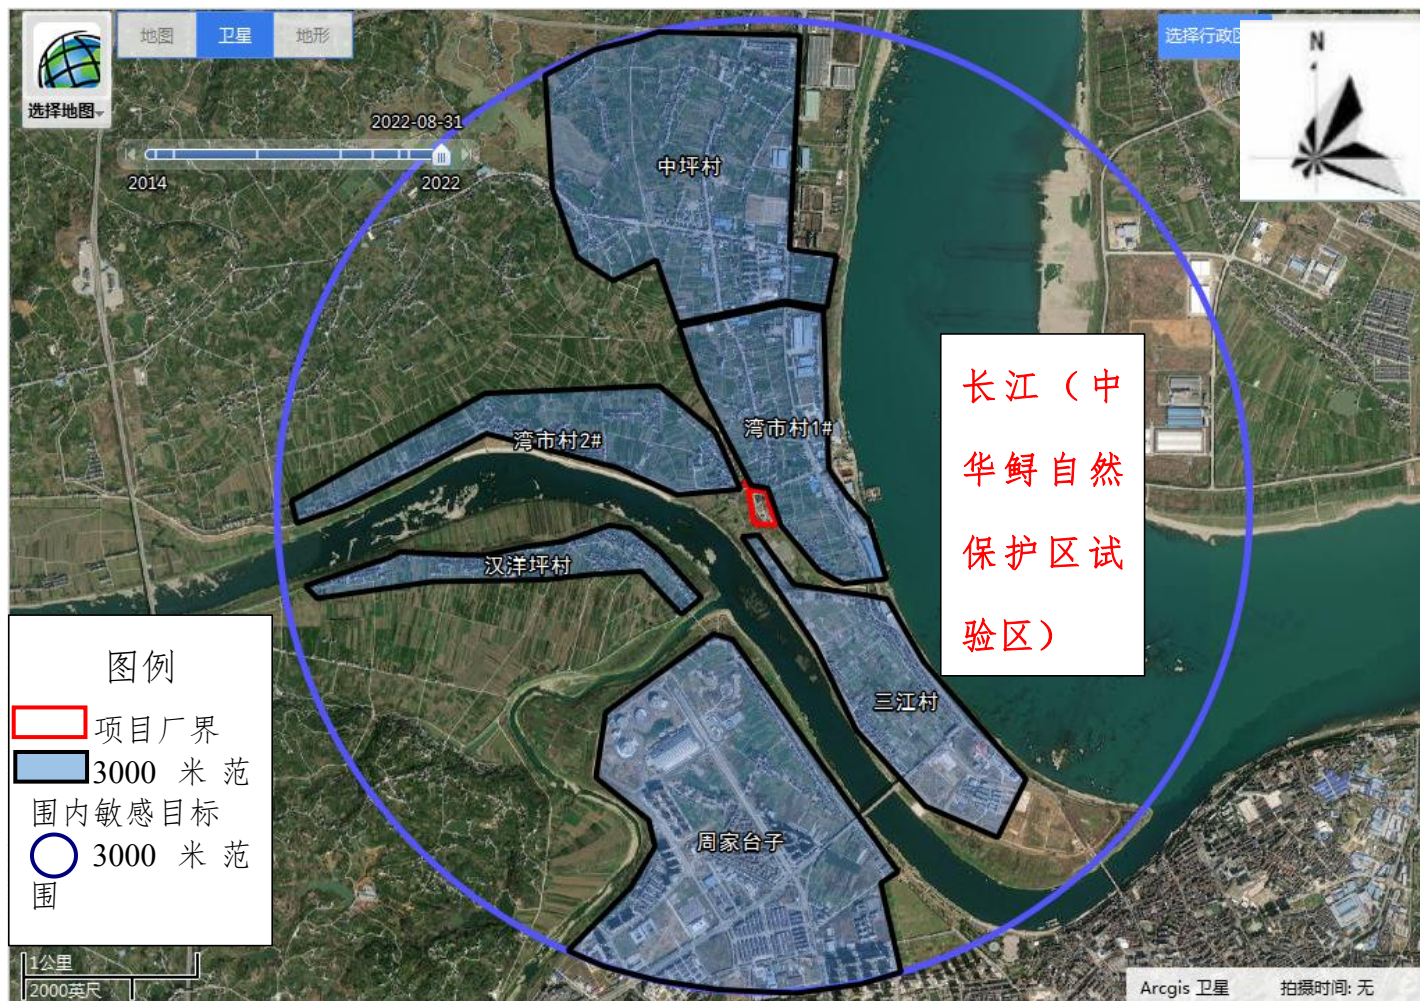 地图
卫星
地形
选择地图
2022-08-31
2014
2022
选择行政区
N
中坪村
湾市村1#
湾市村2#
汉洋坪村
三江村
周家台子
长江（中
华鲟自然
保护区试
验区）
图例
项目厂界
3000 米 范
围内敏感目标
3000 米 范
围
1公里
2000英尺
Arcgis 卫星
拍摄时间: 无